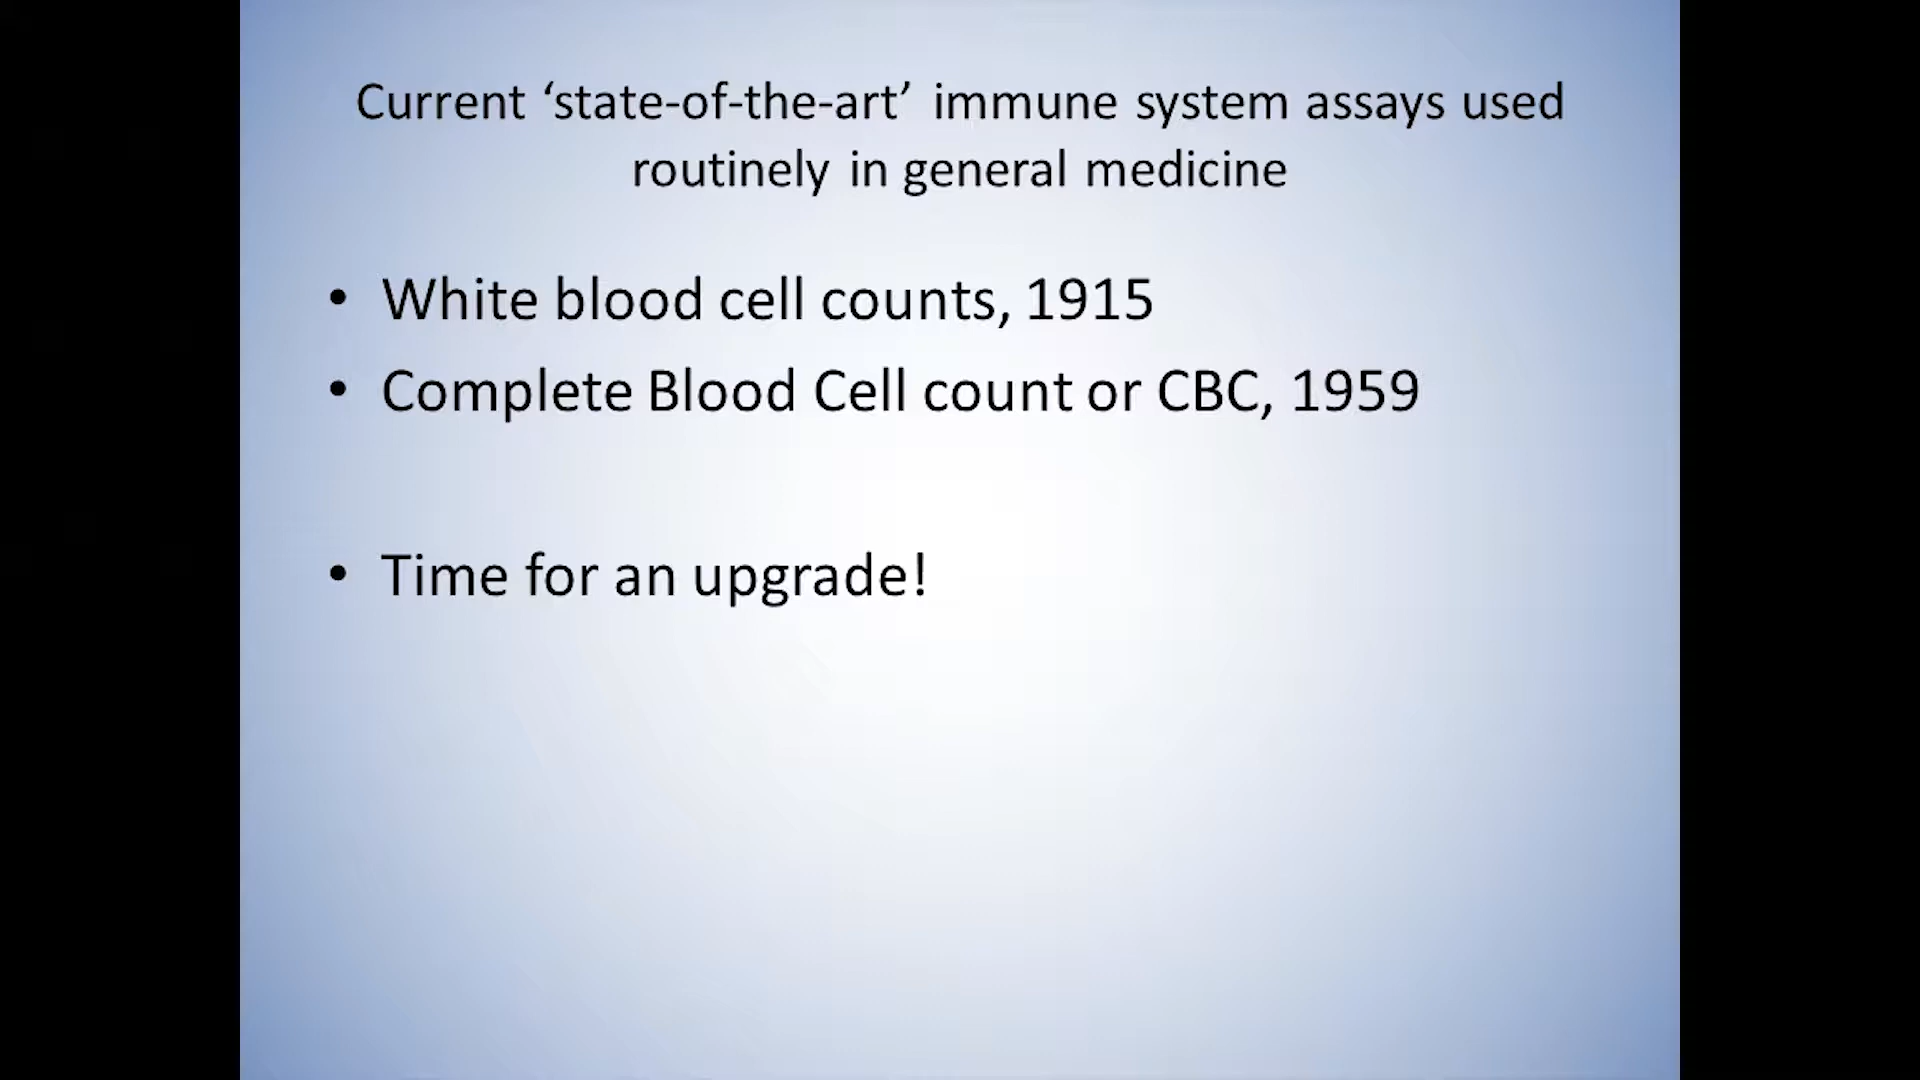 Current ‘state-of-the-art’ immune system assays used
routinely in general medicine
• White blood cell counts, 1915
• Complete Blood Cell count or CBC, 1959
• Time for an upgrade!